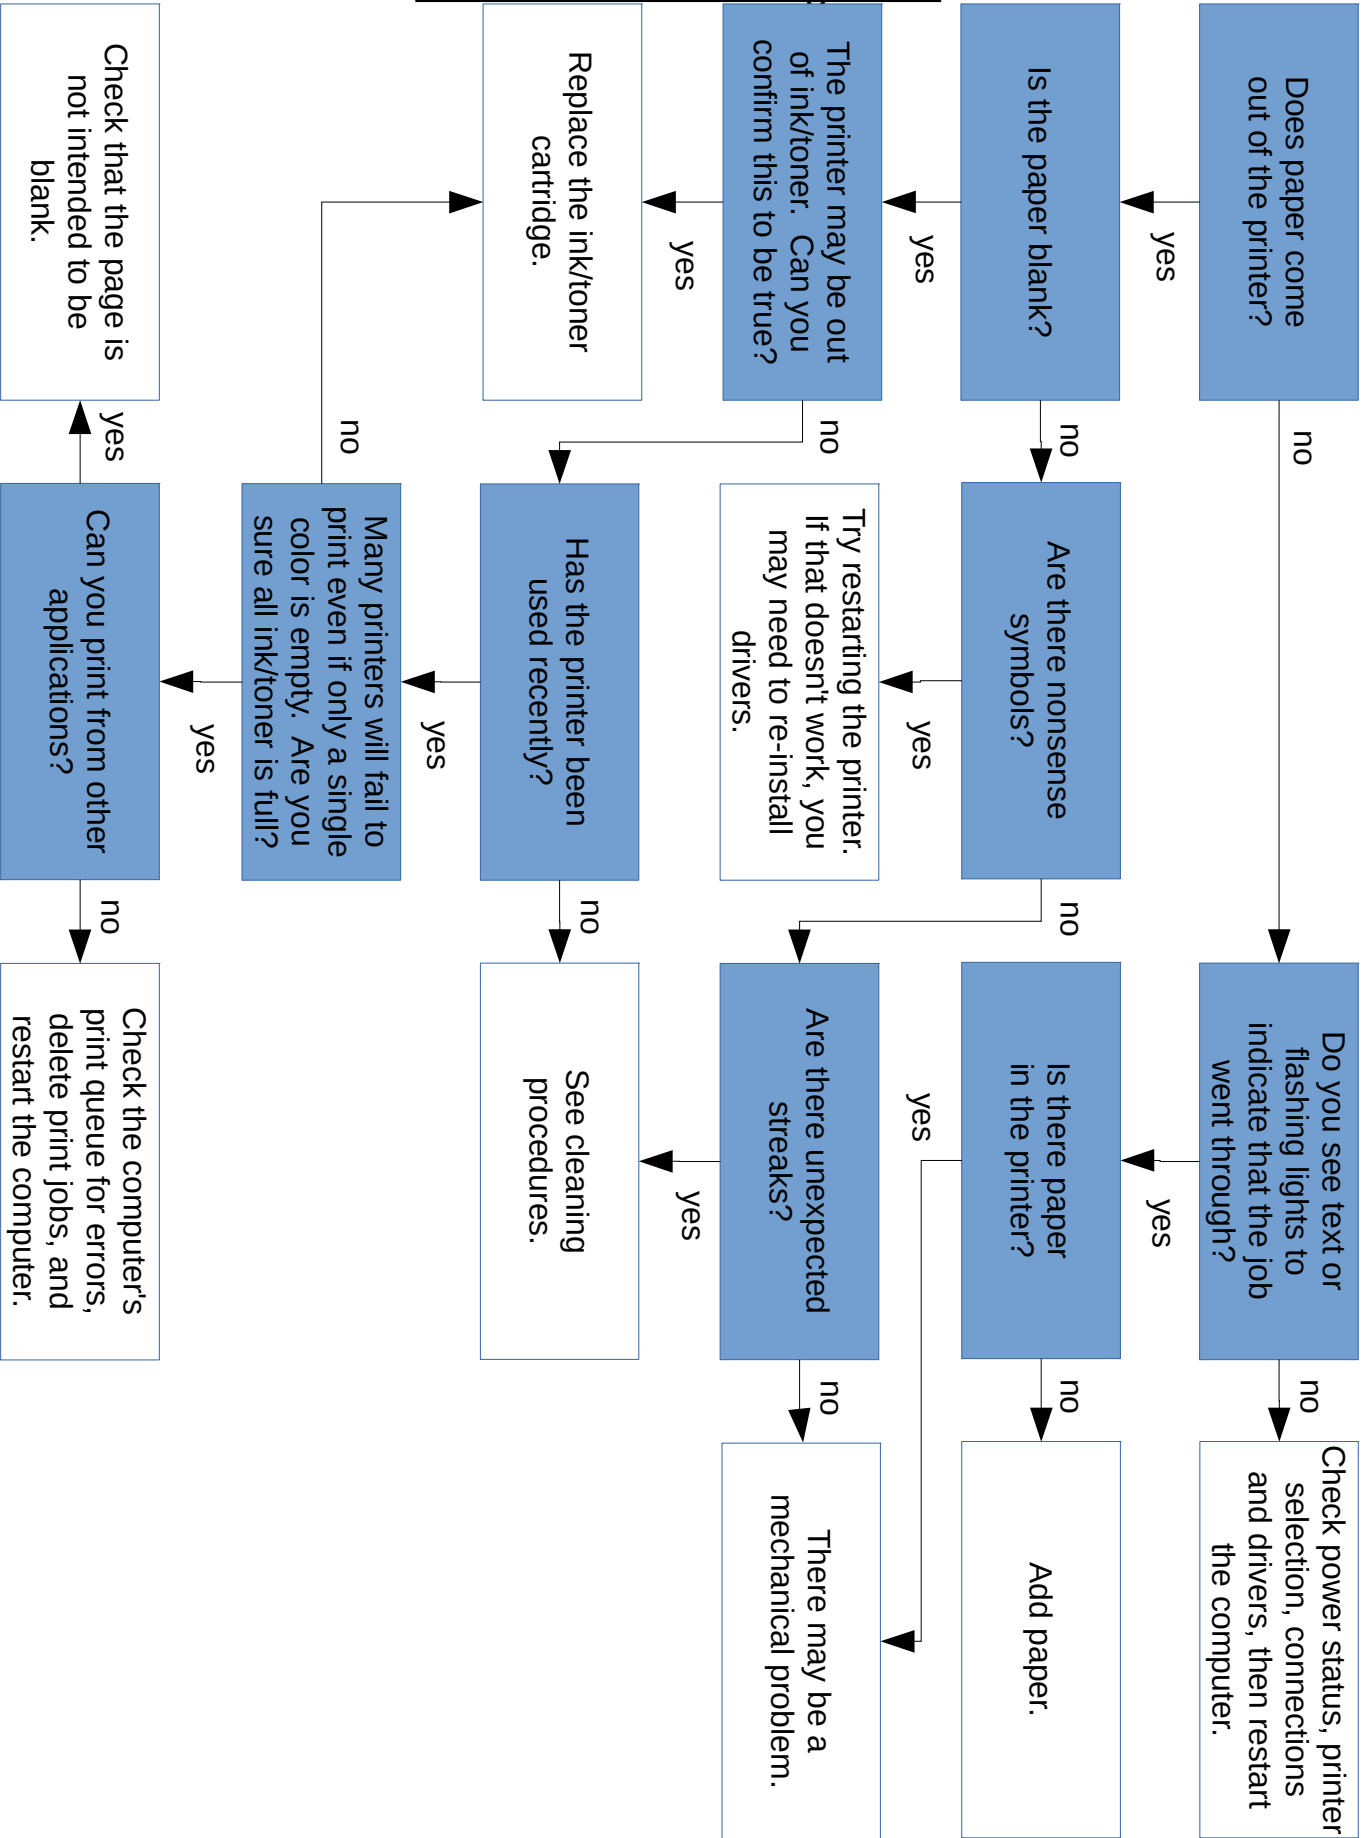 Does paper come
out of the printer?
no
Do you see text or
flashing lights to
indicate that the job
went through?
no
Check power status, printer
selection, connections
and drivers, then restart
the computer.
yes
yes
Is the paper blank?
no
Are there nonsense
symbols?
no
Is there paper
in the printer?
no
Add paper.
yes
yes
yes
The printer may be out
of ink/toner.  Can you
confirm this to be true?
no
Try restarting the printer.
If that doesn't work, you
may need to re-install
drivers.
Are there unexpected
streaks?
no
There may be a
mechanical problem.
yes
yes
Replace the ink/toner
cartridge.
Has the printer been
used recently?
no
See cleaning
procedures.
yes
no
Many printers will fail to
print even if only a single
color is empty.  Are you
sure all ink/toner is full?
yes
Check that the page is
not intended to be
blank.
yes
Can you print from other
applications?
no
Check the computer's
print queue for errors,
delete print jobs, and
restart the computer.